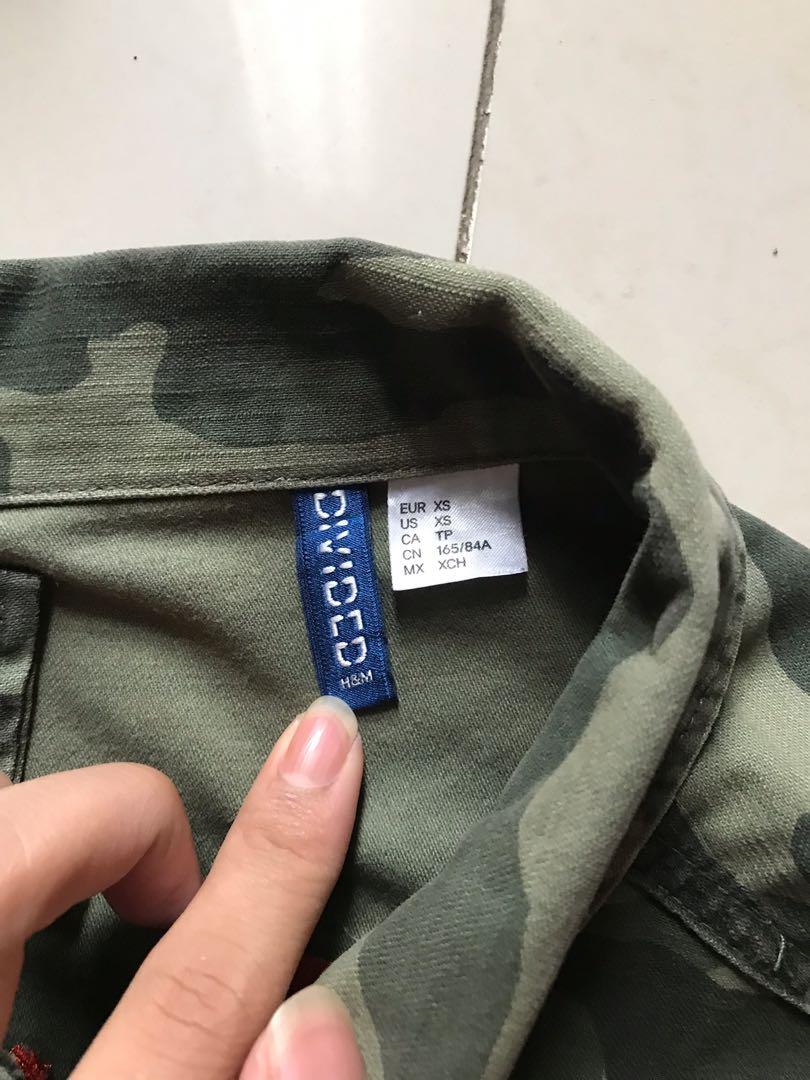 DIVIDED
H&M
EUR XS
US XS
CA TP
CN 165/84A
MX XCH